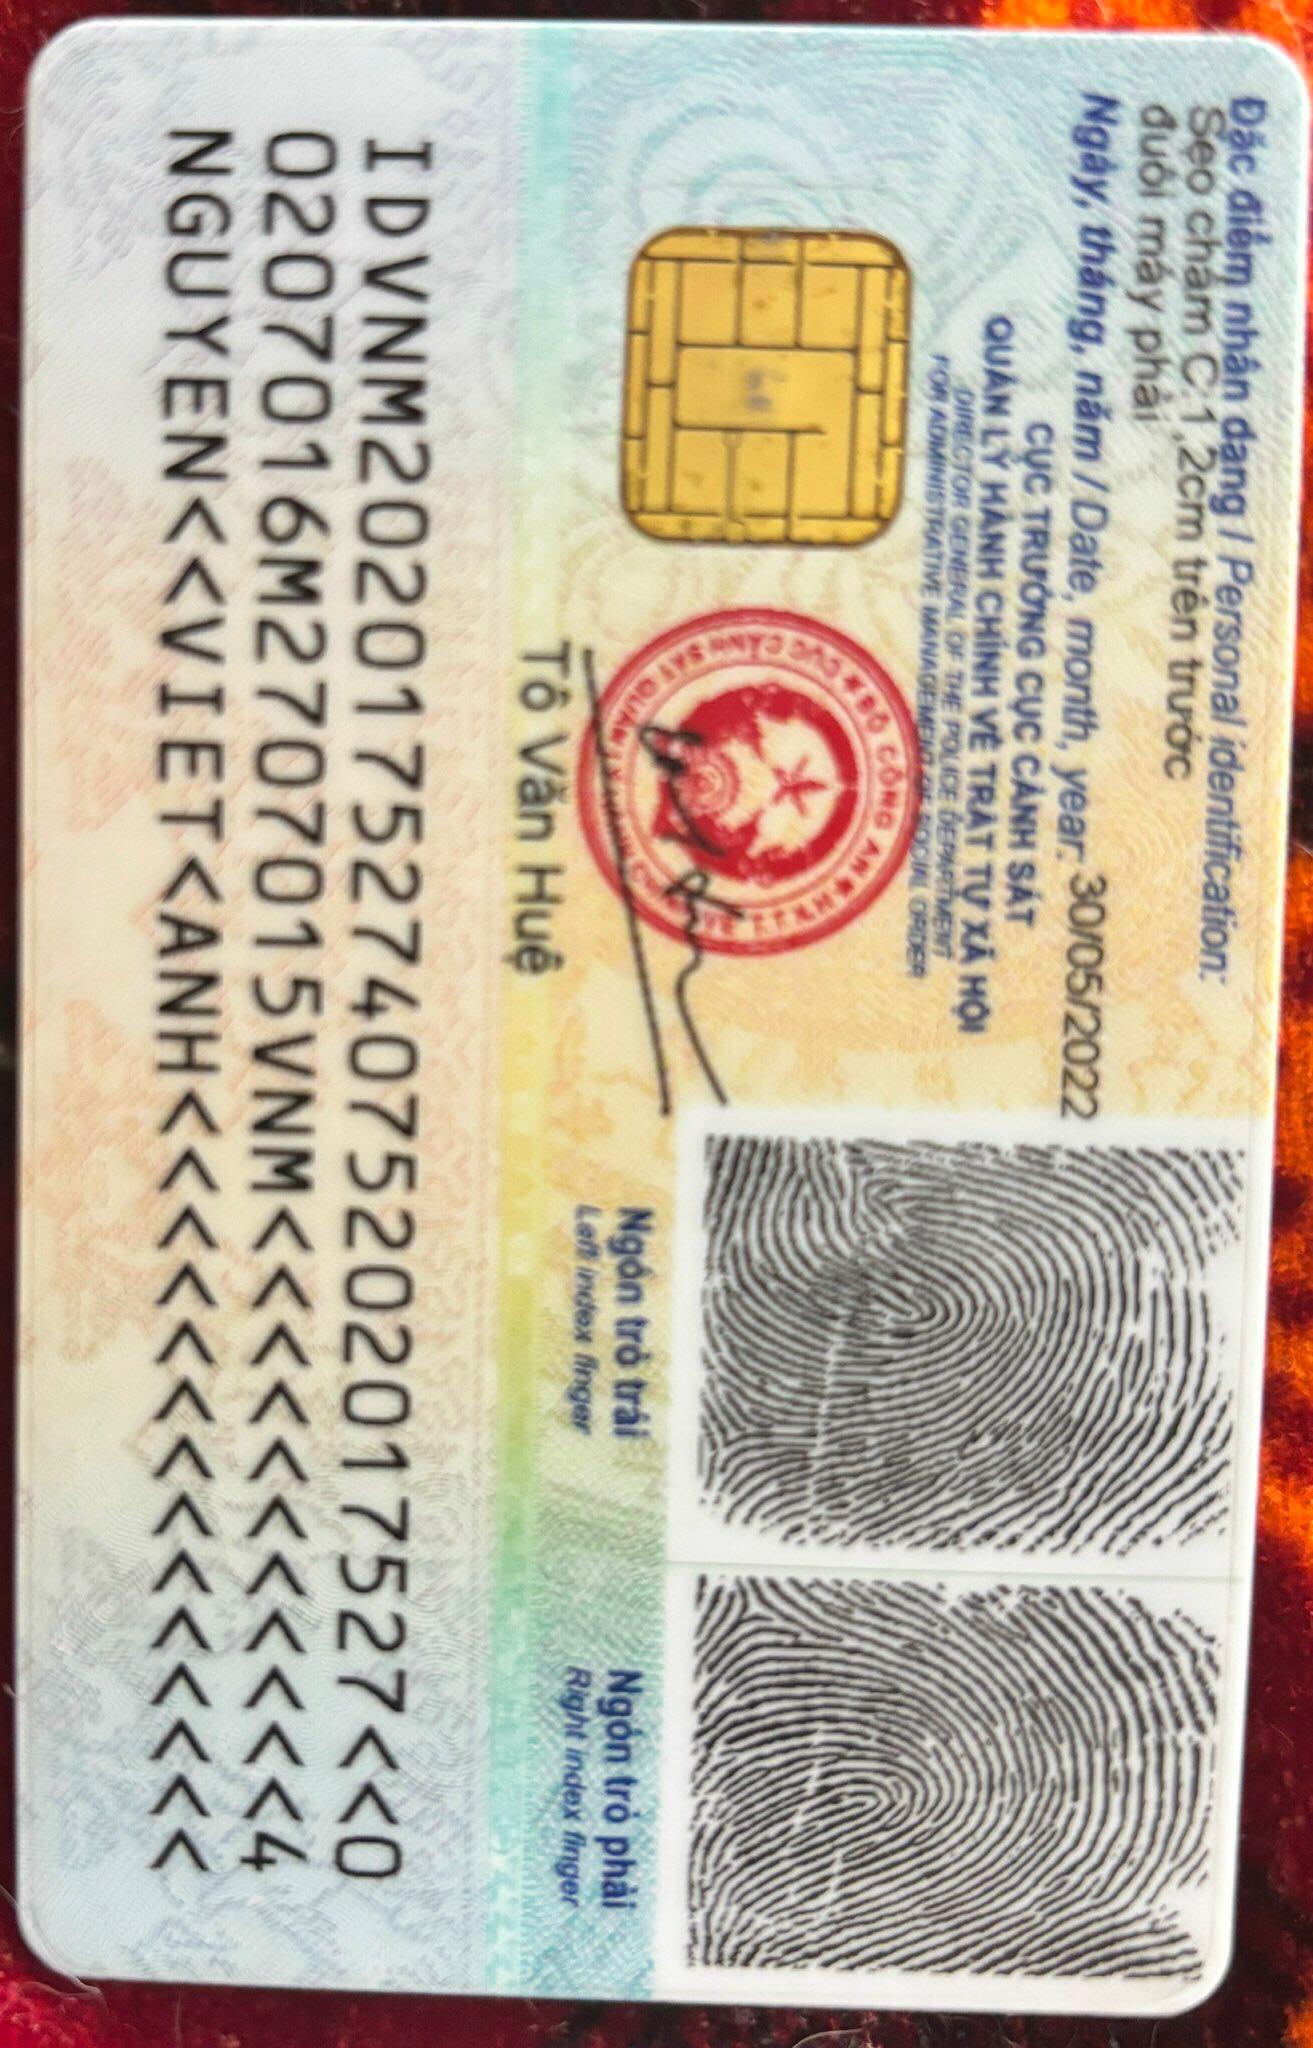 Đặc điểm nhân dạng / Personal identification:
Sẹo chấm C:1,2cm trên trước
đuôi mày phải
Ngày, tháng, năm / Date, month, year: 30/05/2022
CỤC TRƯỞNG CỤC CẢNH SÁT
QUẢN LÝ HÀNH CHÍNH VỀ TRẬT TỰ XÃ HỘI
DIRECTOR GENERAL OF THE POLICE DEPARTMENT
FOR ADMINISTRATIVE MANAGEMENT OF SOCIAL ORDER
BỘ CÔNG AN
CỤC CẢNH SÁT QUẢN LÝ HÀNH CHÍNH VỀ T.T.X.H
Tô Văn Huệ
Ngón trỏ trái
Left index finger
Ngón trỏ phải
Right index finger
IDVNM2020175274075202017527<<0
0207016M2707015VNM<<<<<<<<<<<4
NGUYEN<<VIET<ANH<<<<<<<<<<<<<<